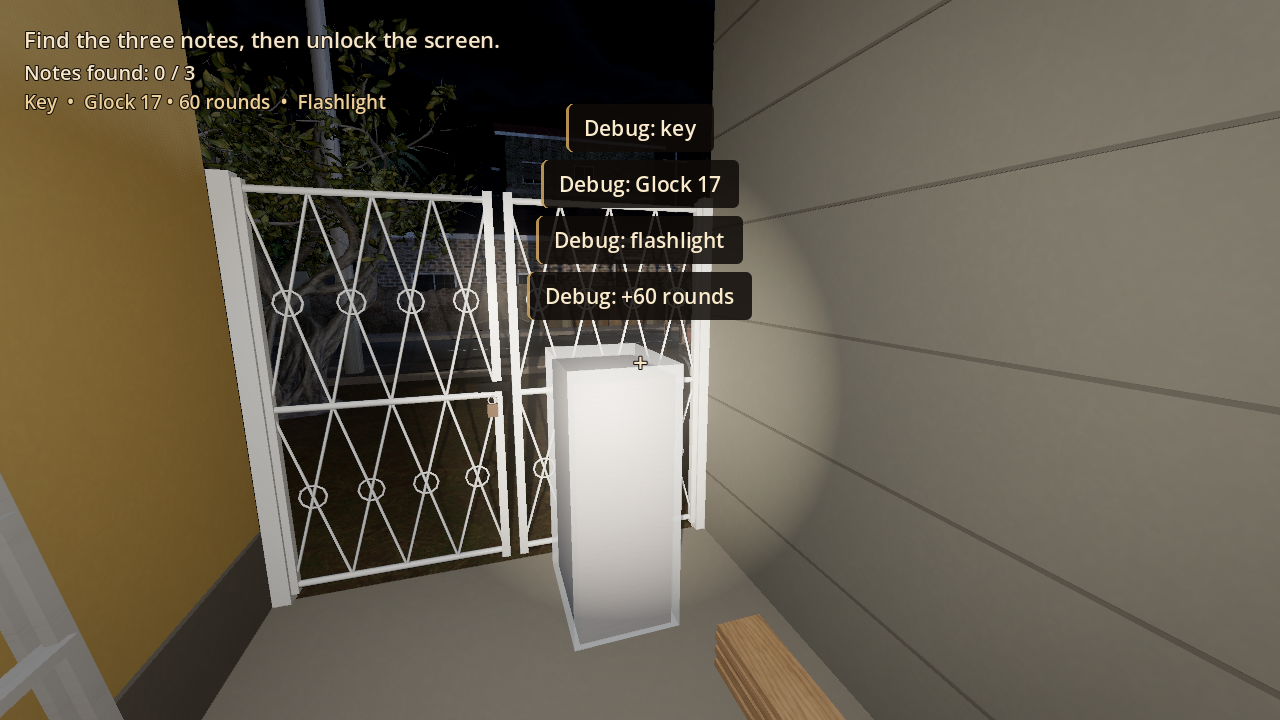 Find the three notes, then unlock the screen.
Notes found: 0 / 3
Key • Glock 17 • 60 rounds • Flashlight
Debug: key
Debug: Glock 17
Debug: flashlight
Debug: +60 rounds